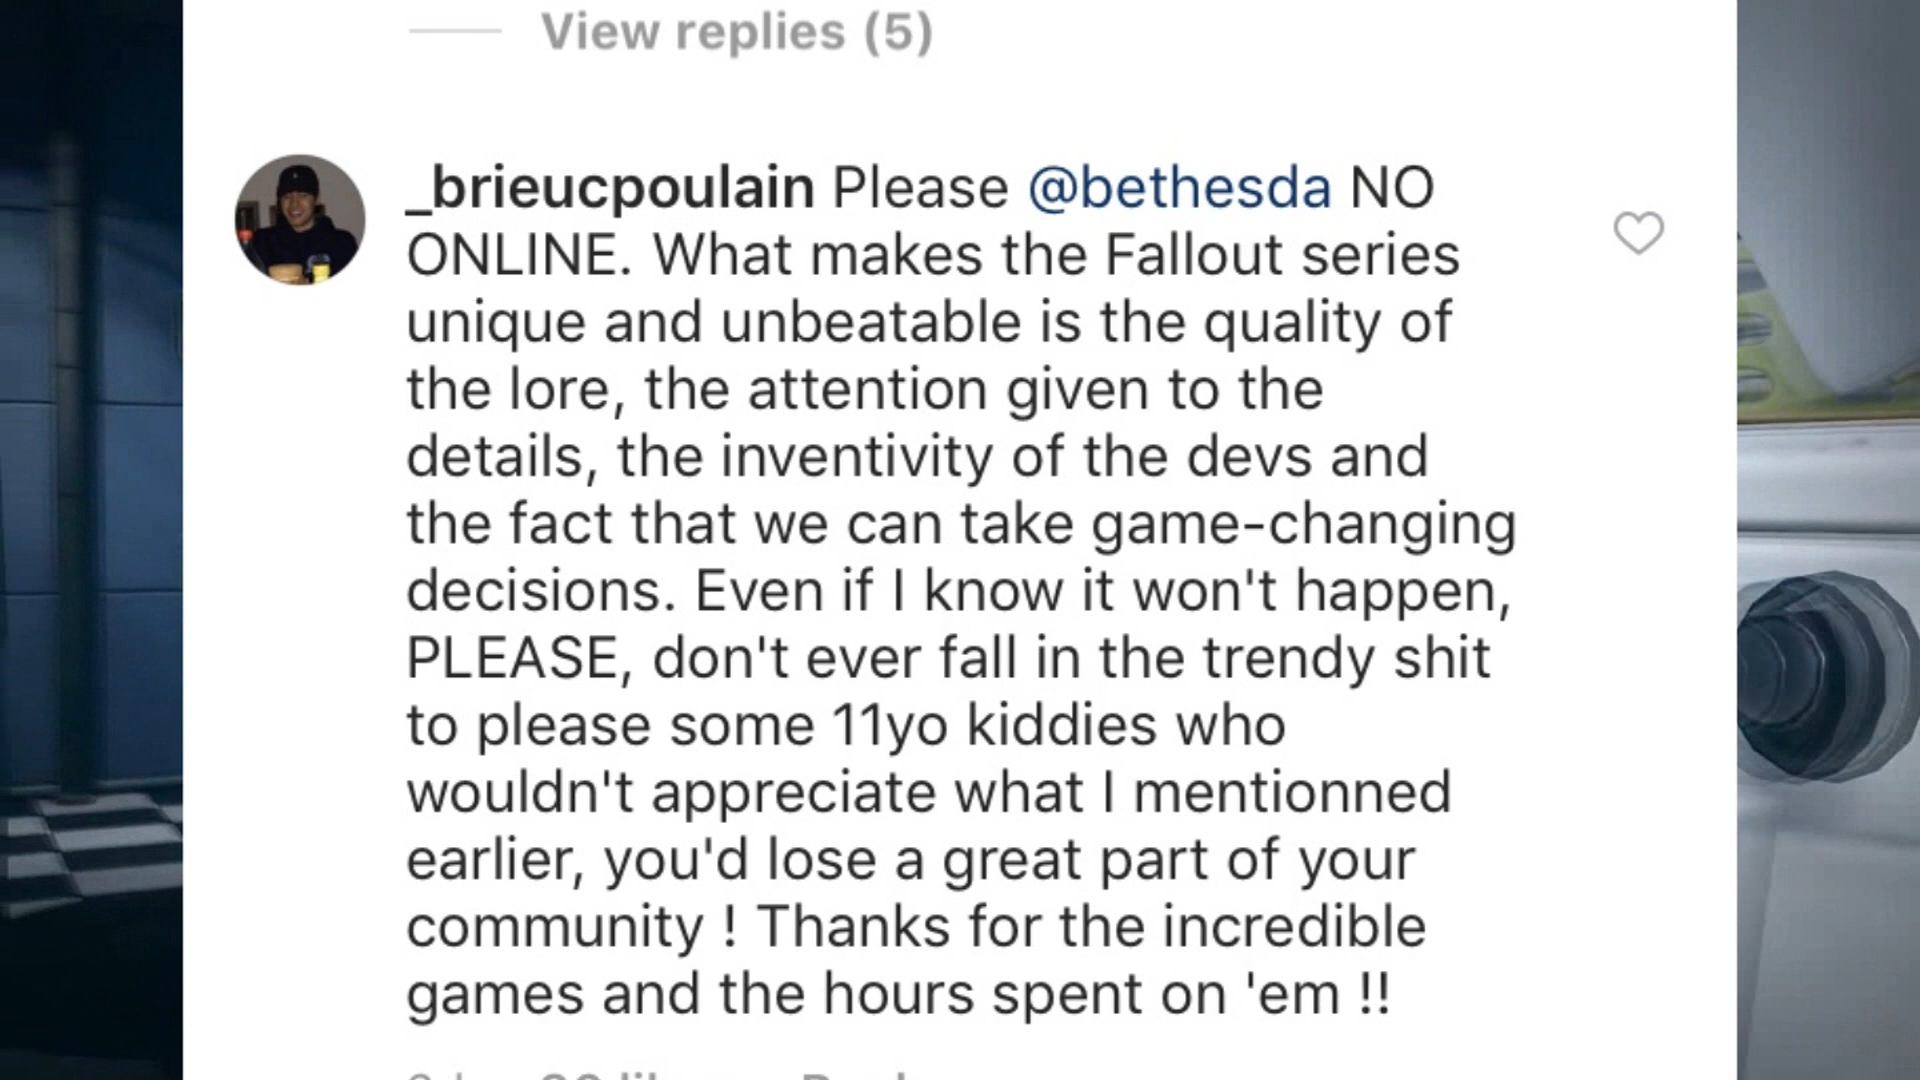 View replies (5)
_brieucpoulain Please @bethesda NO
ONLINE. What makes the Fallout series
unique and unbeatable is the quality of
the lore, the attention given to the
details, the inventivity of the devs and
the fact that we can take game-changing
decisions. Even if I know it won't happen,
PLEASE, don't ever fall in the trendy shit
to please some 11yo kiddies who
wouldn't appreciate what I mentionned
earlier, you'd lose a great part of your
community ! Thanks for the incredible
games and the hours spent on 'em !!